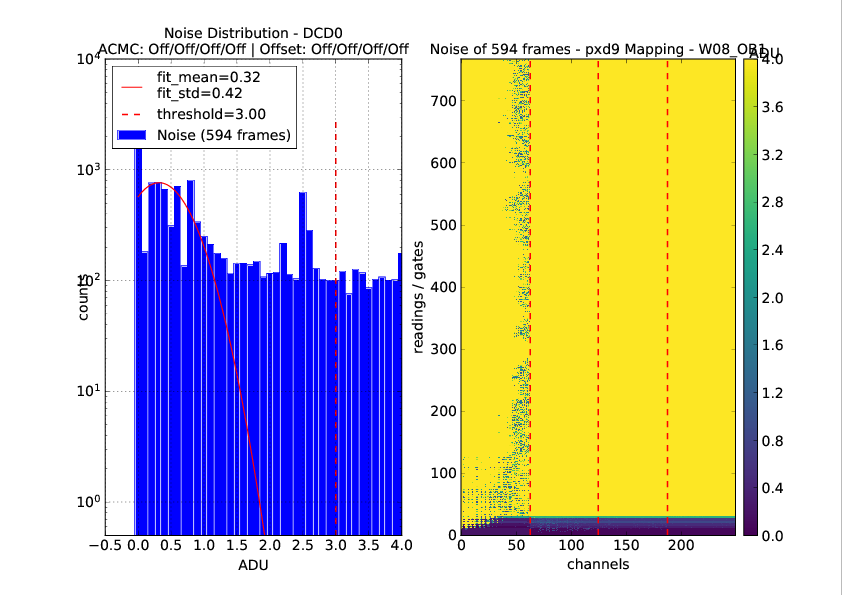 Noise Distribution - DCD0
ACMC: Off/Off/Off/Off | Offset: Off/Off/Off/Off
10⁴
10³
10²
10¹
10⁰
counts
fit_mean=0.32
fit_std=0.42
threshold=3.00
Noise (594 frames)
−0.5 0.0 0.5 1.0 1.5 2.0 2.5 3.0 3.5 4.0
ADU
Noise of 594 frames - pxd9 Mapping - W08_OB1
700
600
500
400
300
200
100
0
readings / gates
0 50 100 150 200
channels
ADU
4.0
3.6
3.2
2.8
2.4
2.0
1.6
1.2
0.8
0.4
0.0